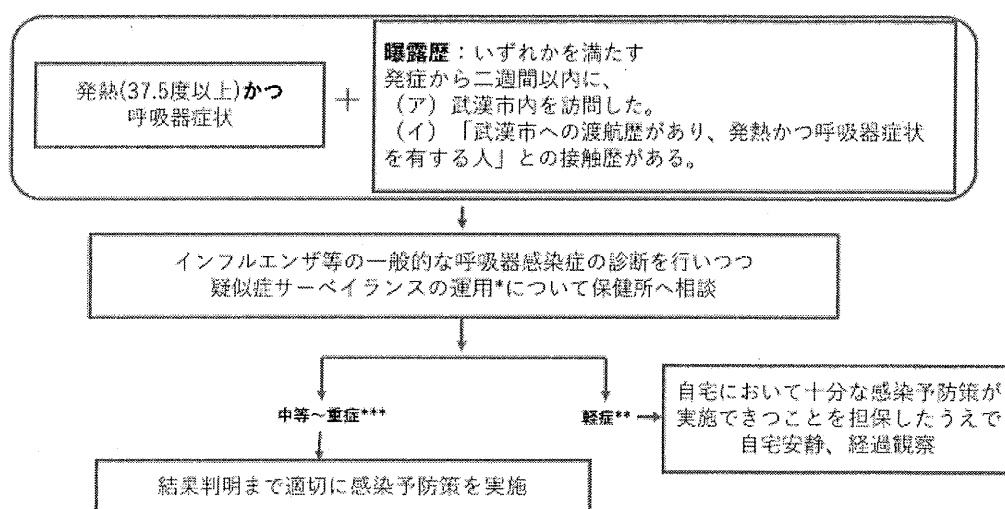 発熱(37.5度以上)かつ
呼吸器症状
+
曝露歴：いずれかを満たす
発症から二週間以内に、
（ア）武漢市内を訪問した。
（イ）「武漢市への渡航歴があり、発熱かつ呼吸器症状
を有する人」との接触歴がある。
インフルエンザ等の一般的な呼吸器感染症の診断を行いつつ
疑似症サーベイランスの運用*について保健所へ相談
中等～重症***
軽症**
自宅において十分な感染予防策が
実施できつことを担保したうえで
自宅安静、経過観察
結果判明まで適切に感染予防策を実施